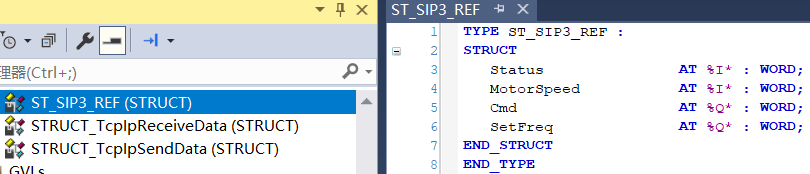 理器(Ctrl+;)
ST_SIP3_REF (STRUCT)
STRUCT_TcpIpReceiveData (STRUCT)
STRUCT_TcpIpSendData (STRUCT)
GVLs
ST_SIP3_REF
1 TYPE ST_SIP3_REF :
2 STRUCT
3 Status AT %I* : WORD;
4 MotorSpeed AT %I* : WORD;
5 Cmd AT %Q* : WORD;
6 SetFreq AT %Q* : WORD;
7 END_STRUCT
8 END_TYPE